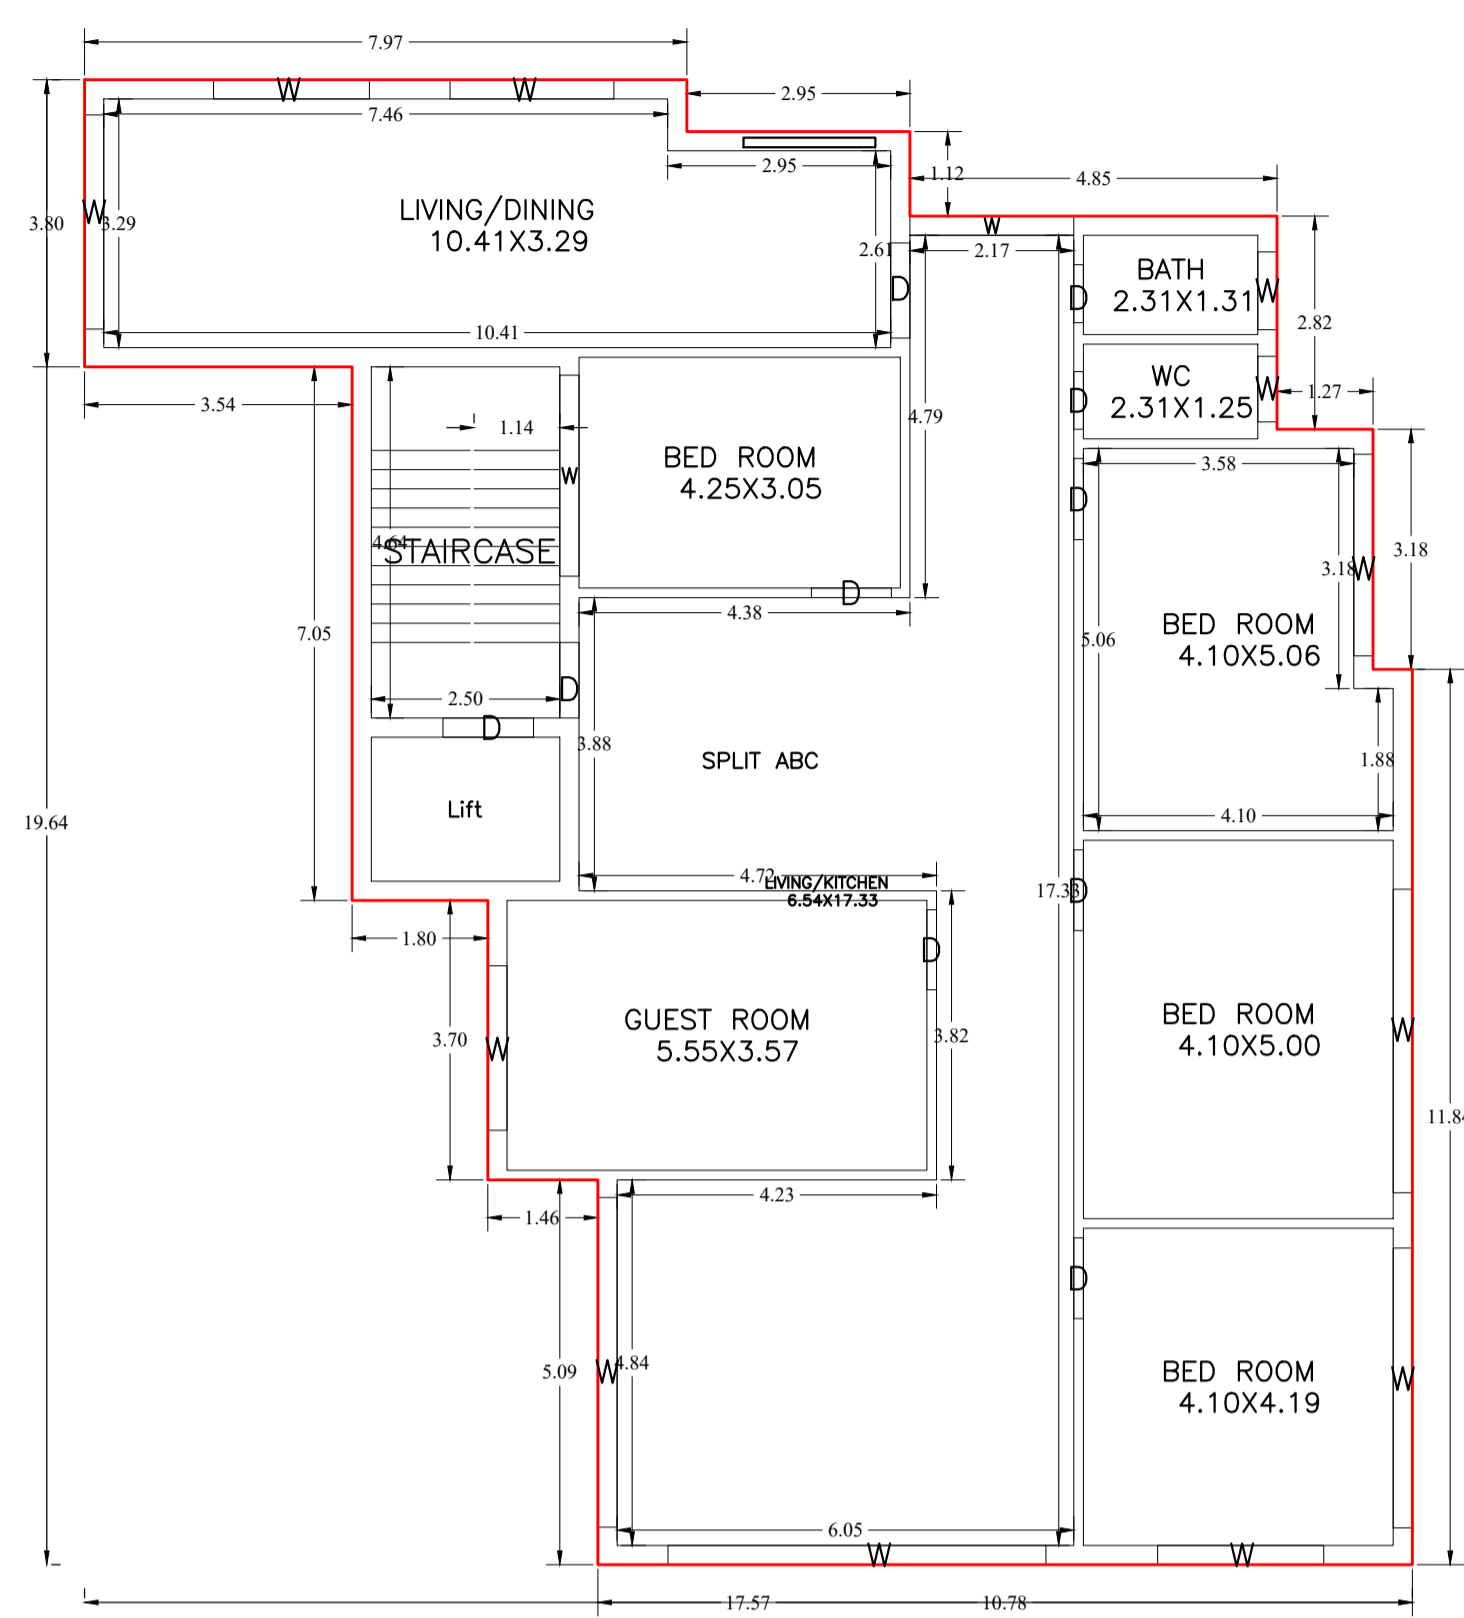 7.97
W W
2.95
7.46
2.95
1.12
4.85
3.80
W
3.29
LIVING/DINING
10.41X3.29
W
2.61
2.17
D
D
BATH
2.31X1.31
W
2.82
10.41
3.54
1.14
4.79
WC
2.31X1.25
D
W
1.27
BED ROOM
4.25X3.05
W
3.58
D
4.64
STAIRCASE
3.18
W
3.18
D
4.38
7.05
BED ROOM
4.10X5.06
5.06
2.50
D
D
3.88
SPLIT ABC
1.88
Lift
19.64
4.10
4.72
LIVING/KITCHEN
6.54X17.33
17.33
D
1.80
D
GUEST ROOM
5.55X3.57
BED ROOM
4.10X5.00
W
3.70
W
3.82
11.84
4.23
1.46
D
5.09
W
4.84
BED ROOM
4.10X4.19
W
6.05
W
W
17.57
10.78